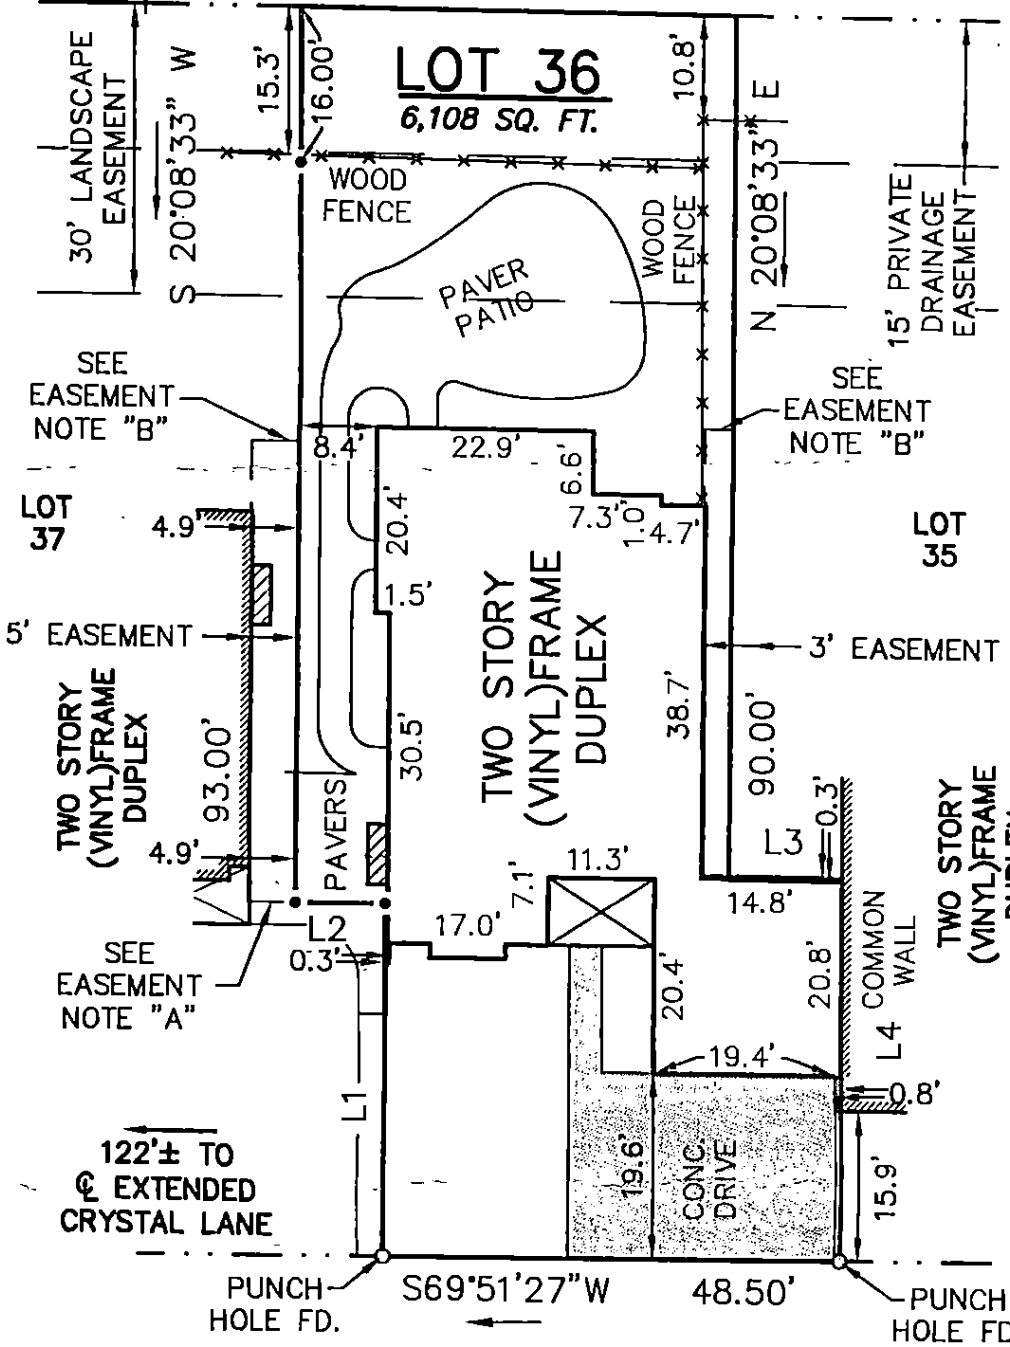 30' LANDSCAPE
EASEMENT
S 20°08'33" W
15.3'
16.00'
LOT 36
6,108 SQ. FT.
10.8'
N 20°08'33" E
15' PRIVATE
DRAINAGE
EASEMENT
WOOD
FENCE
WOOD
FENCE
PAVER
PATIO
SEE
EASEMENT
NOTE "B"
SEE
EASEMENT
NOTE "B"
8.4'
22.9'
6.6'
7.3'
1.0'
4.7'
LOT
37
4.9'
20.4'
1.5'
LOT
35
5' EASEMENT
3' EASEMENT
TWO STORY
(VINYL)FRAME
DUPLEX
93.00'
TWO STORY
(VINYL)FRAME
DUPLEX
30.5'
38.7'
90.00'
4.9'
PAVERS
11.3'
7.1'
L3
0.3'
14.8'
TWO STORY
(VINYL)FRAME
COMMON
WALL
L2
17.0'
0.3'
SEE
EASEMENT
NOTE "A"
20.4'
20.8'
L4
19.4'
0.8'
L1
19.6'
CONC.
DRIVE
15.9'
122'± TO
℄ EXTENDED
CRYSTAL LANE
PUNCH
HOLE FD.
S69°51'27"W
48.50'
PUNCH
HOLE FD